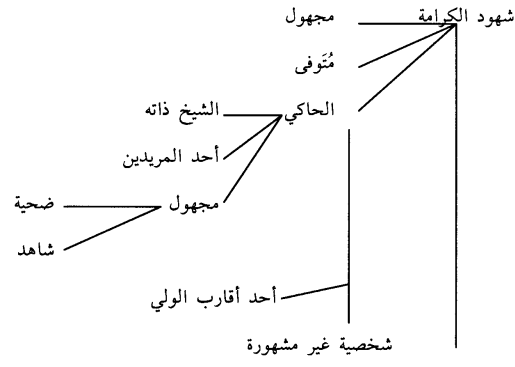 شهود الكرامة
مجهول
مُتَوفى
الحاكي
الشيخ ذاته
أحد المريدين
مجهول
ضحية
شاهد
أحد أقارب الولي
شخصية غير مشهورة